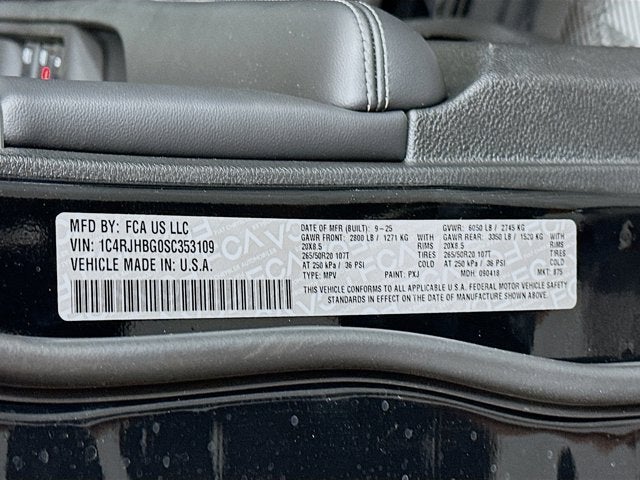 MFD BY: FCA US LLC
VIN: 1C4RJHBG0SC353109
VEHICLE MADE IN: U.S.A.
DATE OF MFR (BUILT): 9-25
GAWR FRONT: 2800 LB / 1271 KG
20X8.5 RIMS
265/50R20 107T TIRES
AT 250 kPa / 36 PSI COLD
TYPE: MPV PAINT: PXJ
GVWR: 6050 LB / 2745 KG
GAWR REAR: 3350 LB / 1520 KG
20X8.5 RIMS
265/50R20 107T TIRES
AT 250 kPa / 36 PSI COLD
MDH: 090418 MKT: 875
THIS VEHICLE CONFORMS TO ALL APPLICABLE U.S.A. FEDERAL MOTOR VEHICLE SAFETY
STANDARDS IN EFFECT ON THE DATE OF MANUFACTURE SHOWN ABOVE.